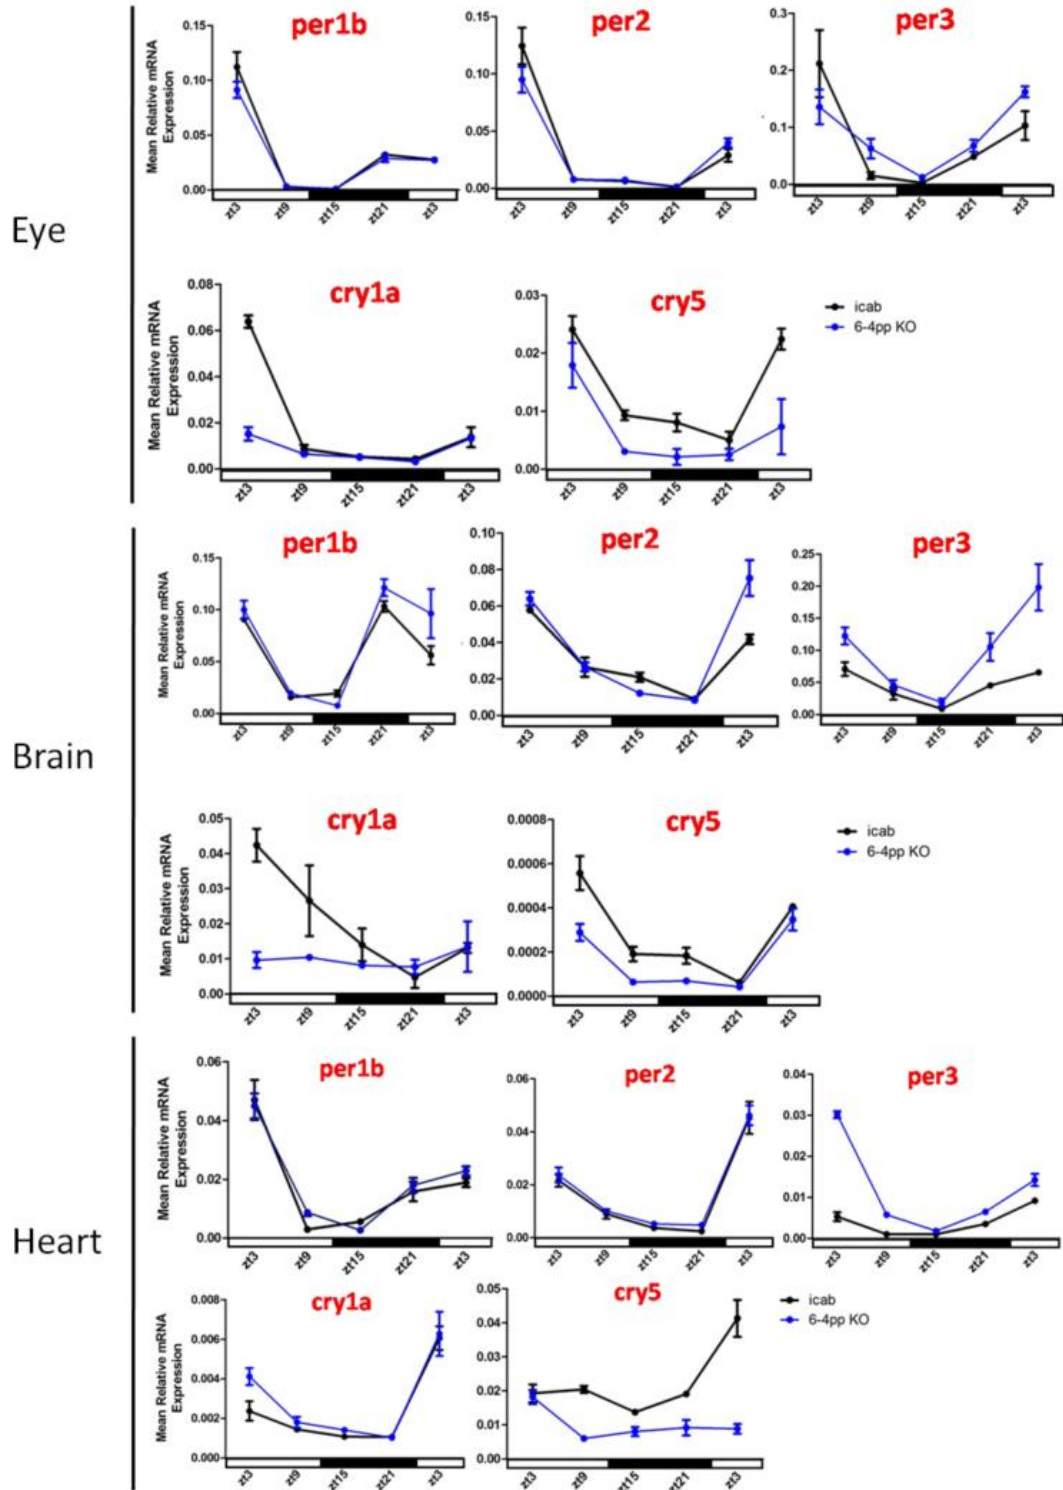 Eye
per1b
Mean Relative mRNA
Expression
0.15
0.10
0.05
0.00
zt3 zt9 zt15 zt21 zt3
per2
0.15
0.10
0.05
0.00
zt3 zt9 zt15 zt21 zt3
per3
0.3
0.2
0.1
0.0
zt3 zt9 zt15 zt21 zt3
cry1a
Mean Relative mRNA
Expression
0.08
0.06
0.04
0.02
0.00
zt3 zt9 zt15 zt21 zt3
cry5
0.03
0.02
0.01
0.00
zt3 zt9 zt15 zt21 zt3
icab
6-4pp KO
Brain
per1b
Mean Relative mRNA
Expression
0.15
0.10
0.05
0.00
zt3 zt9 zt15 zt21 zt3
per2
0.10
0.08
0.06
0.04
0.02
0.00
zt3 zt9 zt15 zt21 zt3
per3
0.25
0.20
0.15
0.10
0.05
0.00
zt3 zt9 zt15 zt21 zt3
cry1a
Mean Relative mRNA
Expression
0.05
0.04
0.03
0.02
0.01
0.00
zt3 zt9 zt15 zt21 zt3
cry5
0.0008
0.0006
0.0004
0.0002
0.0000
zt3 zt9 zt15 zt21 zt3
icab
6-4pp KO
Heart
per1b
Mean Relative mRNA
Expression
0.06
0.04
0.02
0.00
zt3 zt9 zt15 zt21 zt3
per2
0.06
0.04
0.02
0.00
zt3 zt9 zt15 zt21 zt3
per3
0.04
0.03
0.02
0.01
0.00
zt3 zt9 zt15 zt21 zt3
cry1a
Mean Relative mRNA
Expression
0.008
0.006
0.004
0.002
0.000
zt3 zt9 zt15 zt21 zt3
cry5
0.05
0.04
0.03
0.02
0.01
0.00
zt3 zt9 zt15 zt21 zt3
icab
6-4pp KO